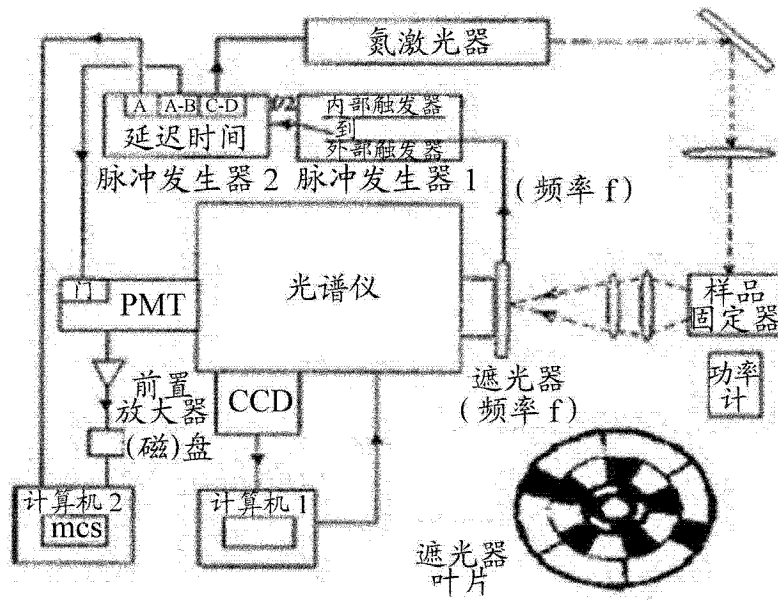 氮激光器
A A-B C-D
f/2
内部触发器
到
外部触发器
延迟时间
脉冲发生器 2
脉冲发生器 1
(频率 f)
门
PMT
光谱仪
样品
固定器
功率
计
遮光器
(频率 f)
前置
放大器
(磁)盘
CCD
计算机 2
mcs
计算机 1
遮光器
叶片